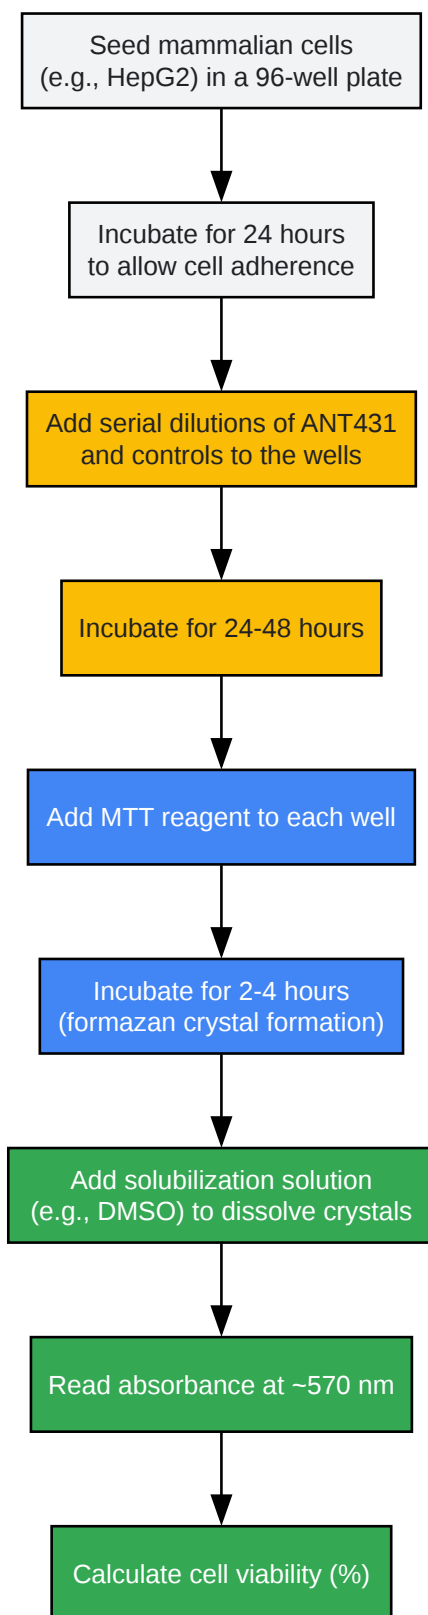 Seed mammalian cells
(e.g., HepG2) in a 96-well plate
Incubate for 24 hours
to allow cell adherence
Add serial dilutions of ANT431
and controls to the wells
Incubate for 24-48 hours
Add MTT reagent to each well
Incubate for 2-4 hours
(formazan crystal formation)
Add solubilization solution
(e.g., DMSO) to dissolve crystals
Read absorbance at ~570 nm
Calculate cell viability (%)